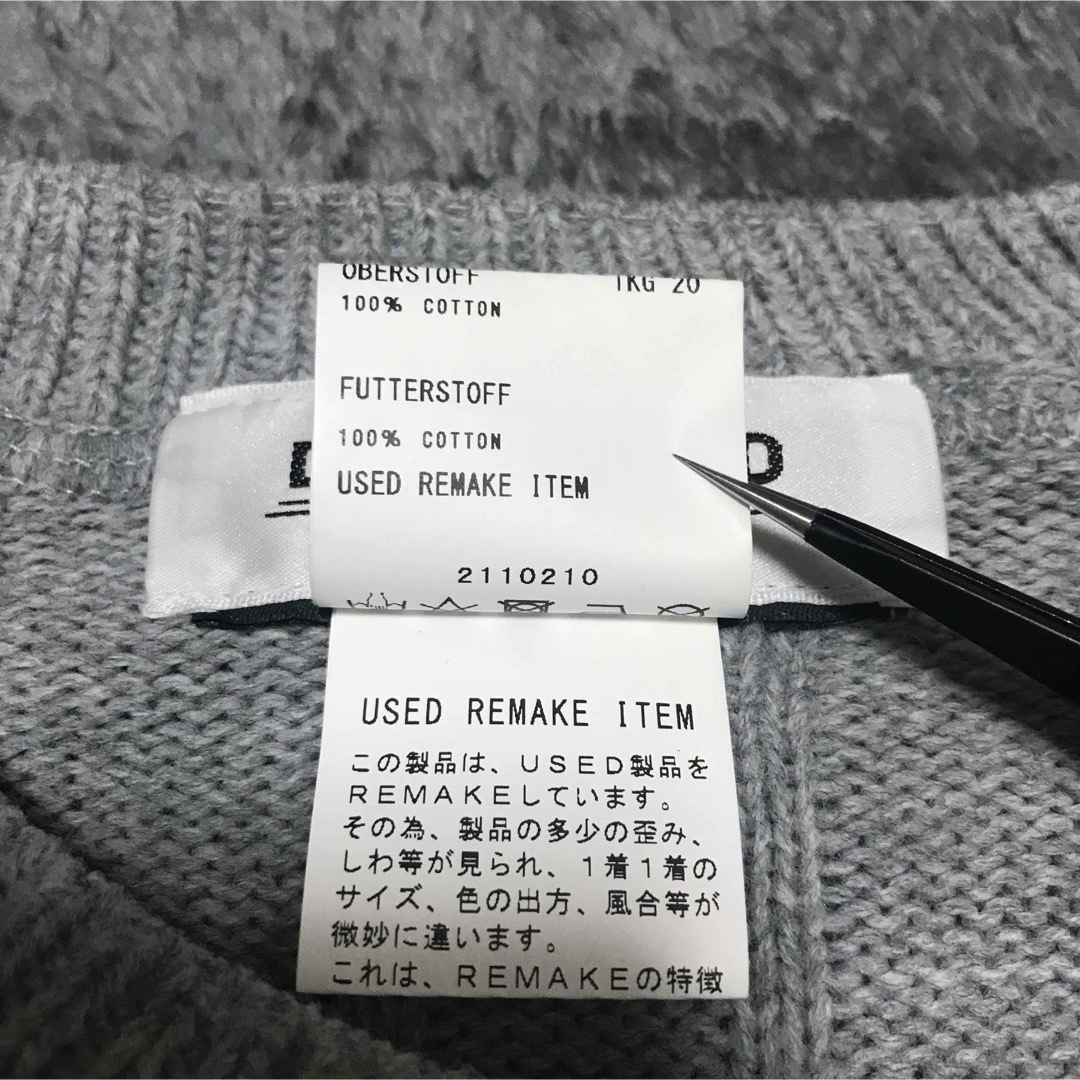 OBERSTOFF 1KG 20
100% COTTON
FUTTERSTOFF
100% COTTON
USED REMAKE ITEM
2110210
USED REMAKE ITEM
この製品は、USED製品を
REMAKEしています。
その為、製品の多少の歪み、
しわ等が見られ、1着1着の
サイズ、色の出方、風合等が
微妙に違います。
これは、REMAKEの特徴